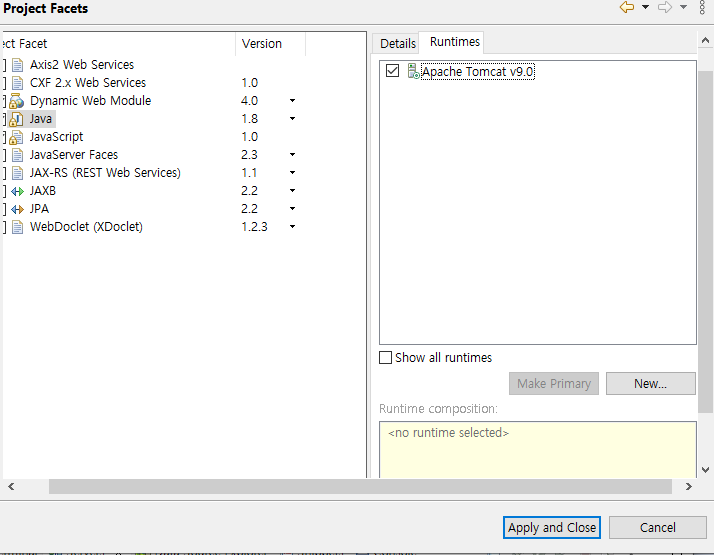 Project Facets
ect Facet Version
Axis2 Web Services
CXF 2.x Web Services 1.0
Dynamic Web Module 4.0
Java 1.8
JavaScript 1.0
JavaServer Faces 2.3
JAX-RS (REST Web Services) 1.1
JAXB 2.2
JPA 2.2
WebDoclet (XDoclet) 1.2.3
Details Runtimes
Apache Tomcat v9.0
Show all runtimes
Make Primary New...
Runtime composition:
<no runtime selected>
Apply and Close Cancel